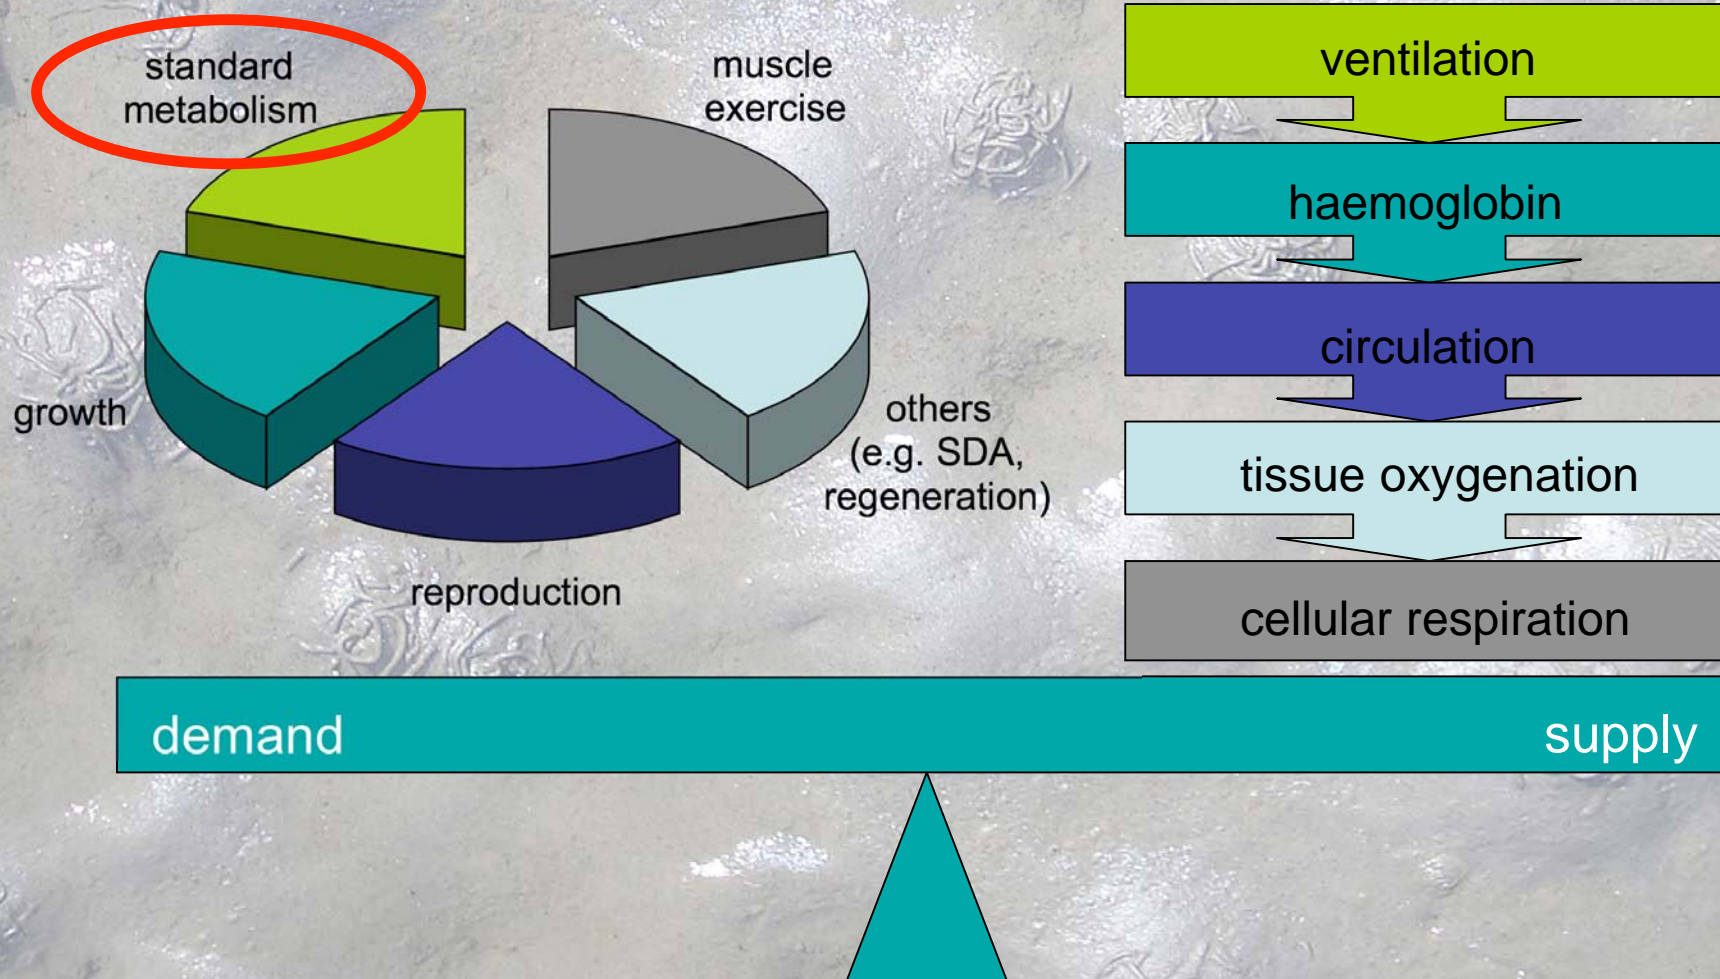 standard
metabolism
muscle
exercise
growth
others
(e.g. SDA,
regeneration)
reproduction
ventilation
haemoglobin
circulation
tissue oxygenation
cellular respiration
demand
supply